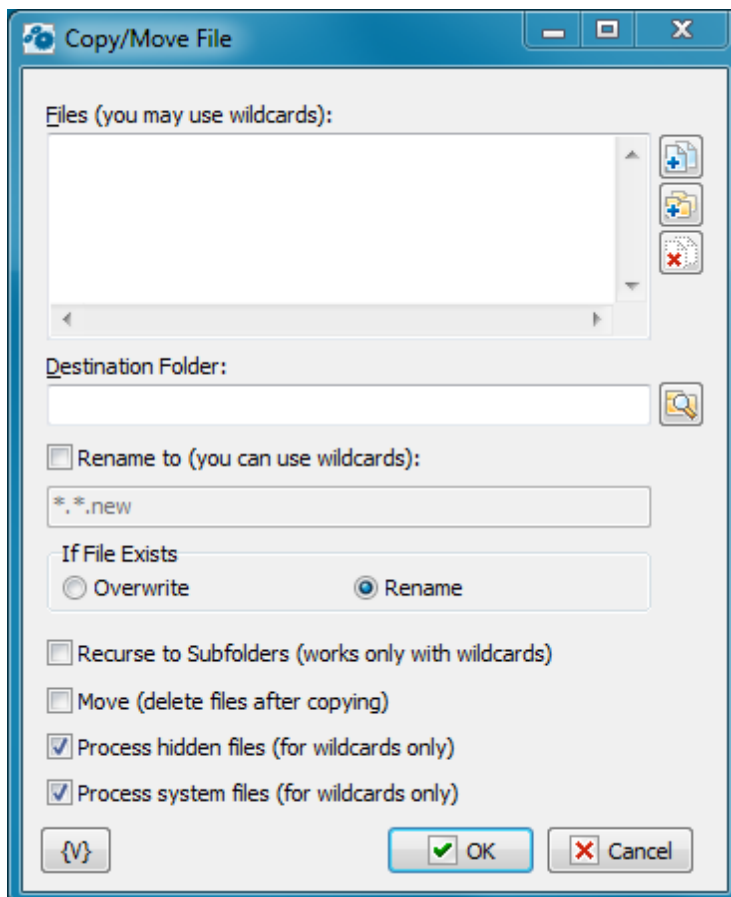 Copy/Move File
Files (you may use wildcards):
Destination Folder:
Rename to (you can use wildcards):
*.*.new
If File Exists
Overwrite Rename
Recurse to Subfolders (works only with wildcards)
Move (delete files after copying)
Process hidden files (for wildcards only)
Process system files (for wildcards only)
{V} OK Cancel